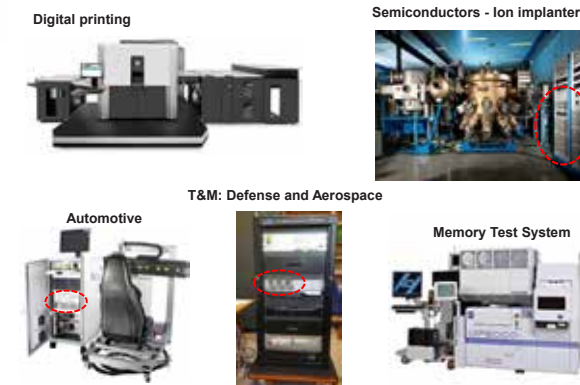 Digital printing
Semiconductors - Ion implanter
T&M: Defense and Aerospace
Automotive
Memory Test System